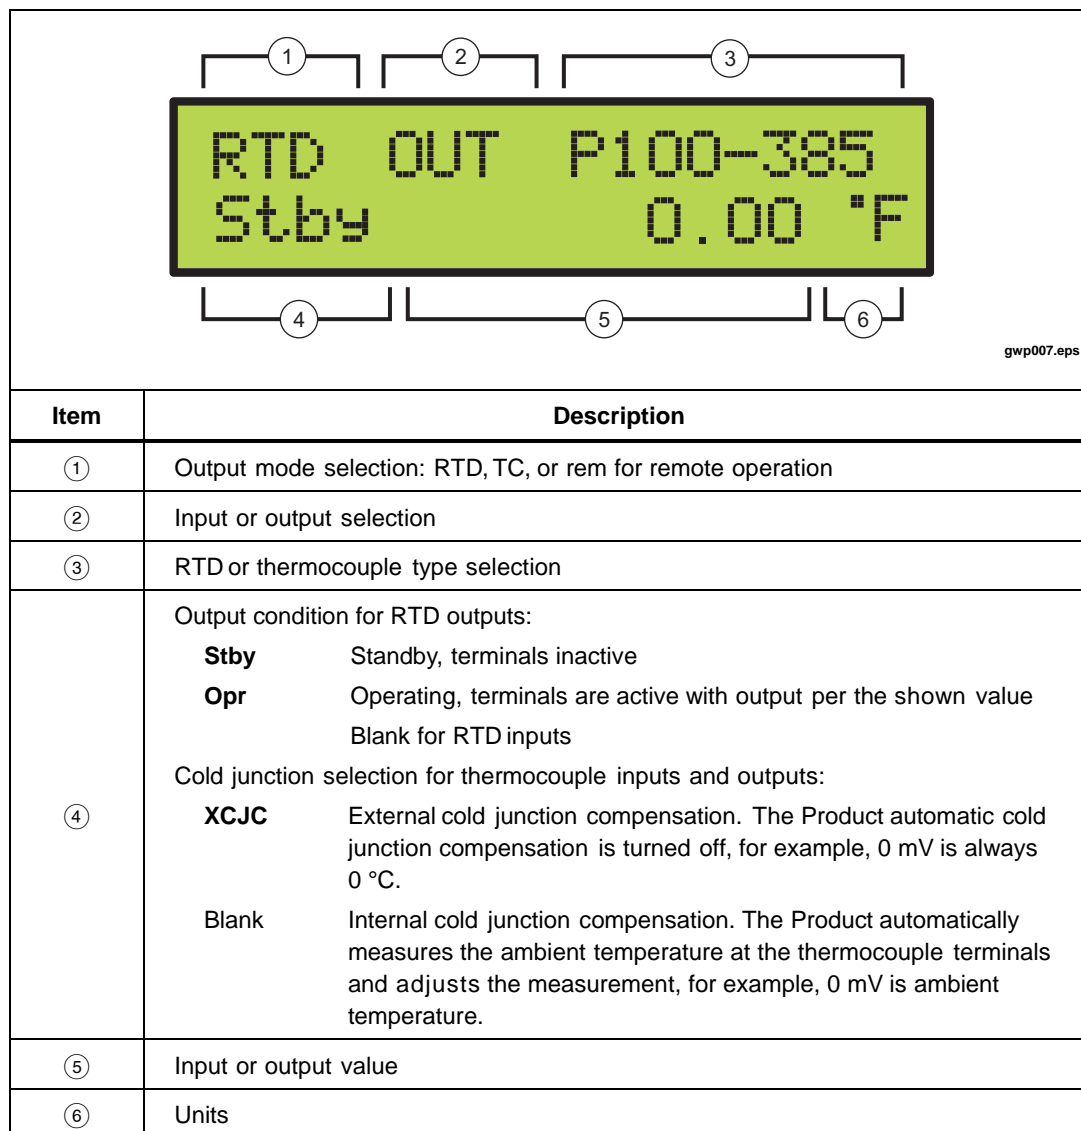 ① ② ③
RTD OUT P100-385
Stby 0.00 °F
④ ⑤ ⑥
gwp007.eps
Item Description
① Output mode selection: RTD, TC, or rem for remote operation
② Input or output selection
③ RTD or thermocouple type selection
④
Output condition for RTD outputs:
Stby Standby, terminals inactive
Opr Operating, terminals are active with output per the shown value
Blank for RTD inputs
Cold junction selection for thermocouple inputs and outputs:
XCJC External cold junction compensation. The Product automatic cold
junction compensation is turned off, for example, 0 mV is always
0 °C.
Blank Internal cold junction compensation. The Product automatically
measures the ambient temperature at the thermocouple terminals
and adjusts the measurement, for example, 0 mV is ambient
temperature.
⑤ Input or output value
⑥ Units